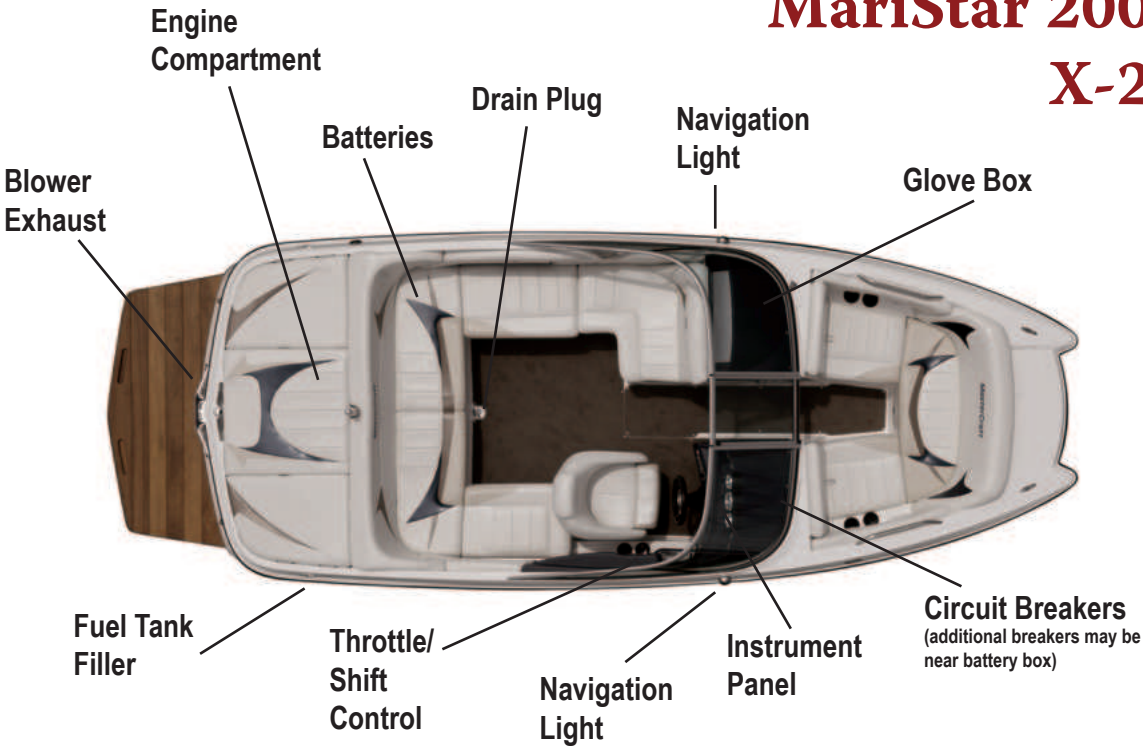 MariStar 200
X-2
Engine
Compartment
Drain Plug
Batteries
Navigation
Light
Blower
Exhaust
Glove Box
MasterCraft
Fuel Tank
Filler
Throttle/
Shift
Control
Navigation
Light
Instrument
Panel
Circuit Breakers
(additional breakers may be
near battery box)